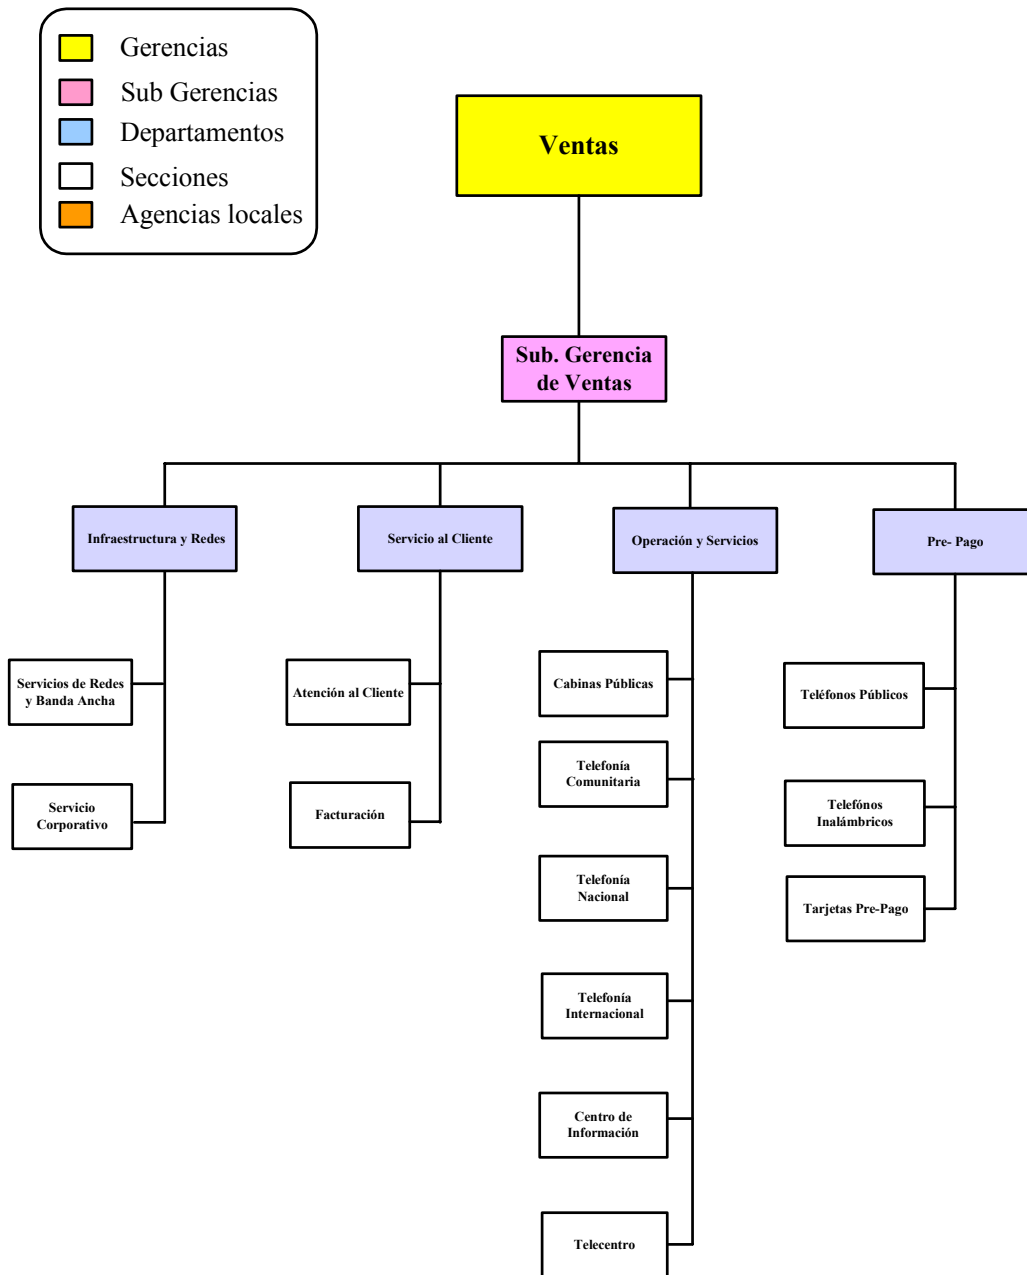 Gerencias
Sub Gerencias
Departamentos
Secciones
Agencias locales
Ventas
Sub. Gerencia
de Ventas
Infraestructura y Redes
Servicio al Cliente
Operación y Servicios
Pre- Pago
Servicios de Redes
y Banda Ancha
Servicio
Corporativo
Atención al Cliente
Facturación
Cabinas Públicas
Telefonía
Comunitaria
Telefonía
Nacional
Telefonía
Internacional
Centro de
Información
Telecentro
Teléfonos Públicos
Telefónos
Inalámbricos
Tarjetas Pre-Pago